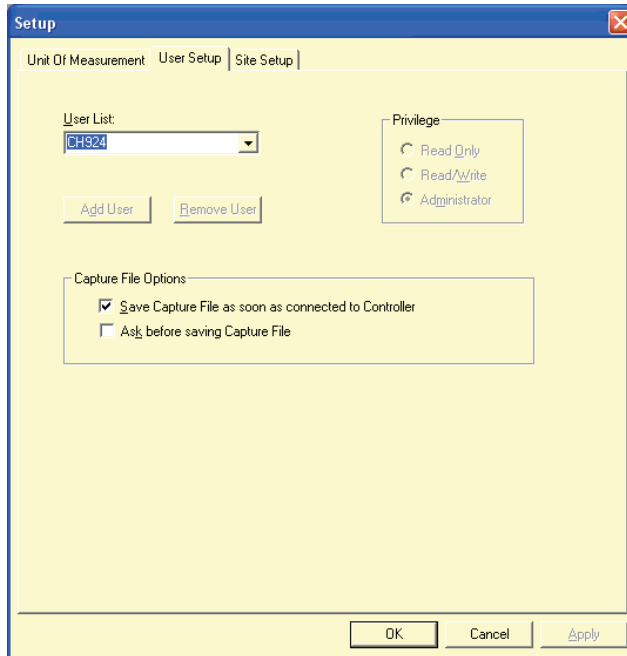 Setup
Unit Of Measurement User Setup Site Setup
User List:
CH924
Privilege
Read Only
Read/Write
Administrator
Add User Remove User
Capture File Options
Save Capture File as soon as connected to Controller
Ask before saving Capture File
OK Cancel Apply